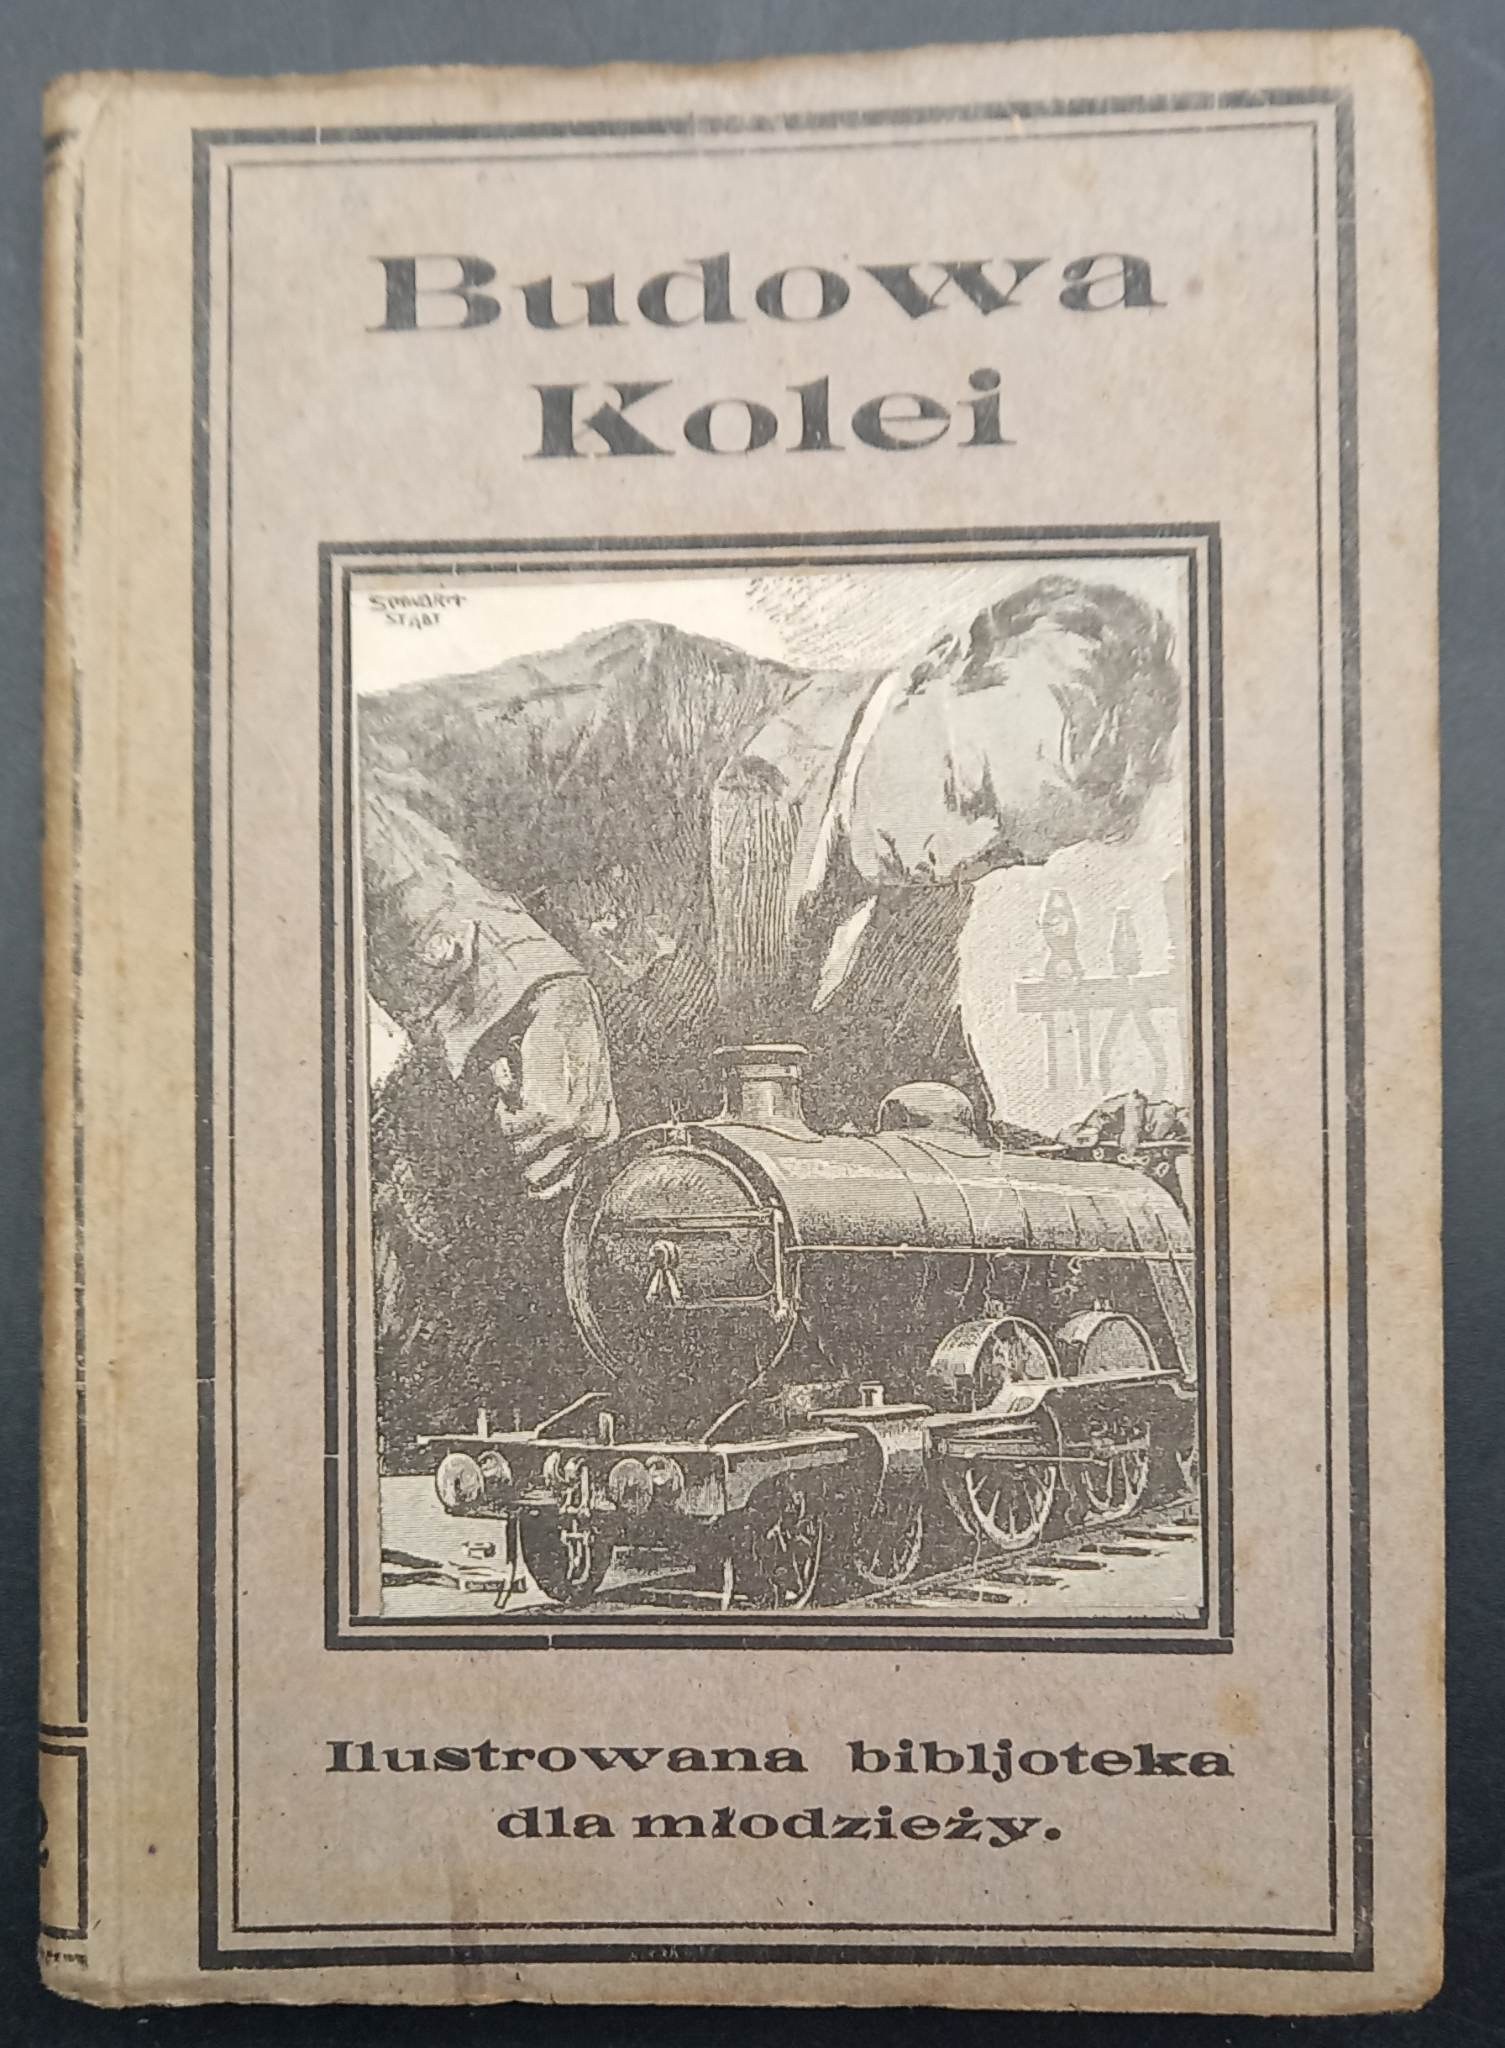 Budowa
Kolei
Ilustrowana bibljoteka
dla młodzieży.